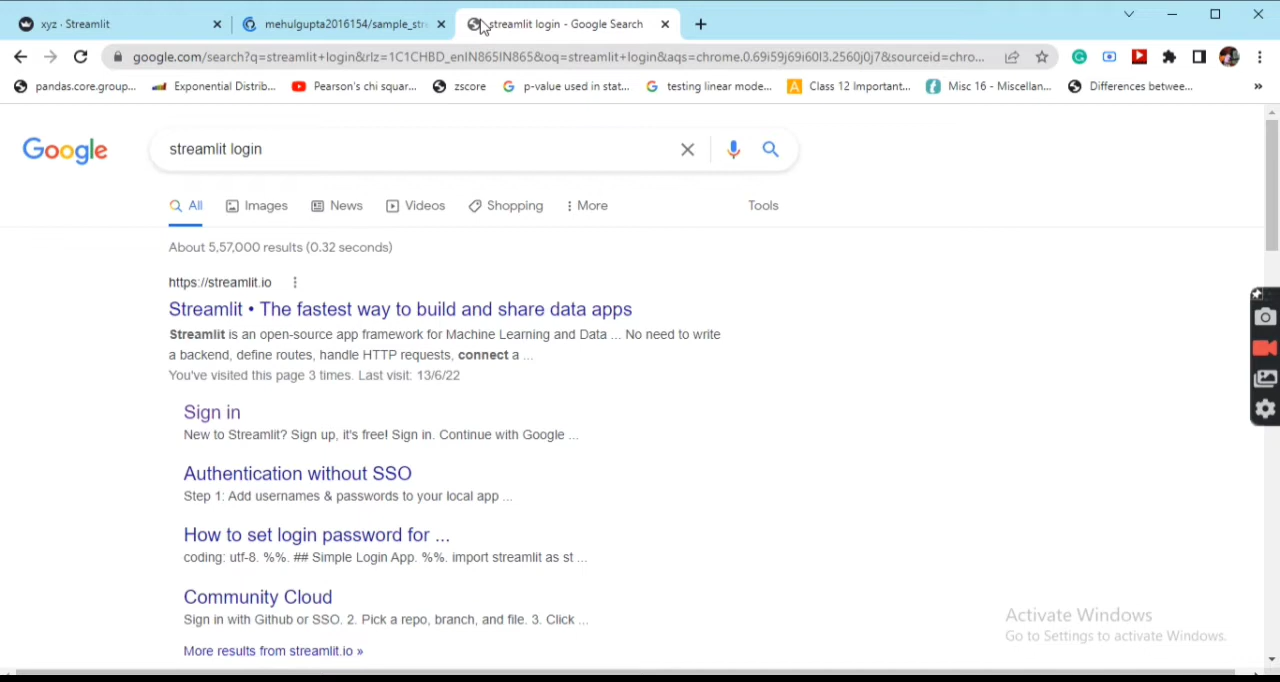 xyz · Streamlit
mehulgupta2016154/sample_str
streamlit login - Google Search
google.com/search?q=streamlit+login&rlz=1C1CHBD_enIN865IN865&oq=streamlit+login&aqs=chrome.0.69i59j69i60l3.2560j0j7&sourceid=chro...
pandas.core.group...
Exponential Distrib...
Pearson's chi squar...
zscore
p-value used in stat...
testing linear mode...
Class 12 Important...
Misc 16 - Miscellan...
Differences betwee...
»
Google
streamlit login
All
Images
News
Videos
Shopping
More
Tools
About 5,57,000 results (0.32 seconds)
https://streamlit.io
Streamlit • The fastest way to build and share data apps
Streamlit is an open-source app framework for Machine Learning and Data ... No need to write
a backend, define routes, handle HTTP requests, connect a ...
You've visited this page 3 times. Last visit: 13/6/22
Sign in
New to Streamlit? Sign up, it's free! Sign in. Continue with Google ...
Authentication without SSO
Step 1: Add usernames & passwords to your local app ...
How to set login password for ...
coding: utf-8. %%. ## Simple Login App. %%. import streamlit as st ...
Community Cloud
Sign in with Github or SSO. 2. Pick a repo, branch, and file. 3. Click ...
More results from streamlit.io »
Activate Windows
Go to Settings to activate Windows.